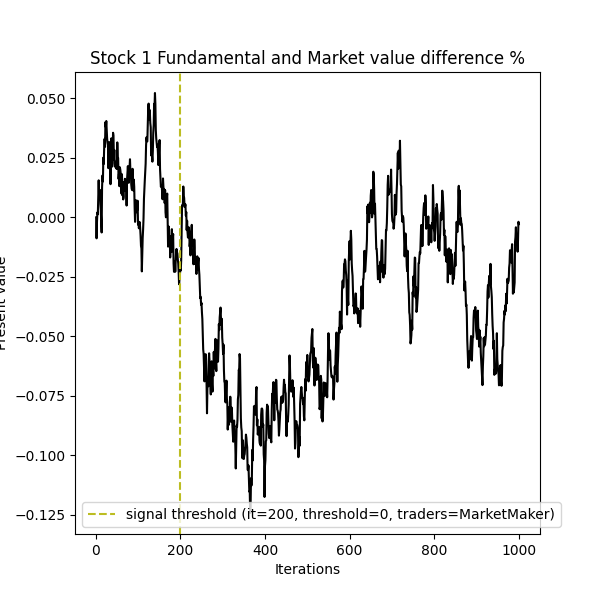 Stock 1 Fundamental and Market value difference %
0.050
0.025
0.000
−0.025
−0.050
−0.075
−0.100
−0.125
Present value
signal threshold (it=200, threshold=0, traders=MarketMaker)
0 200 400 600 800 1000
Iterations